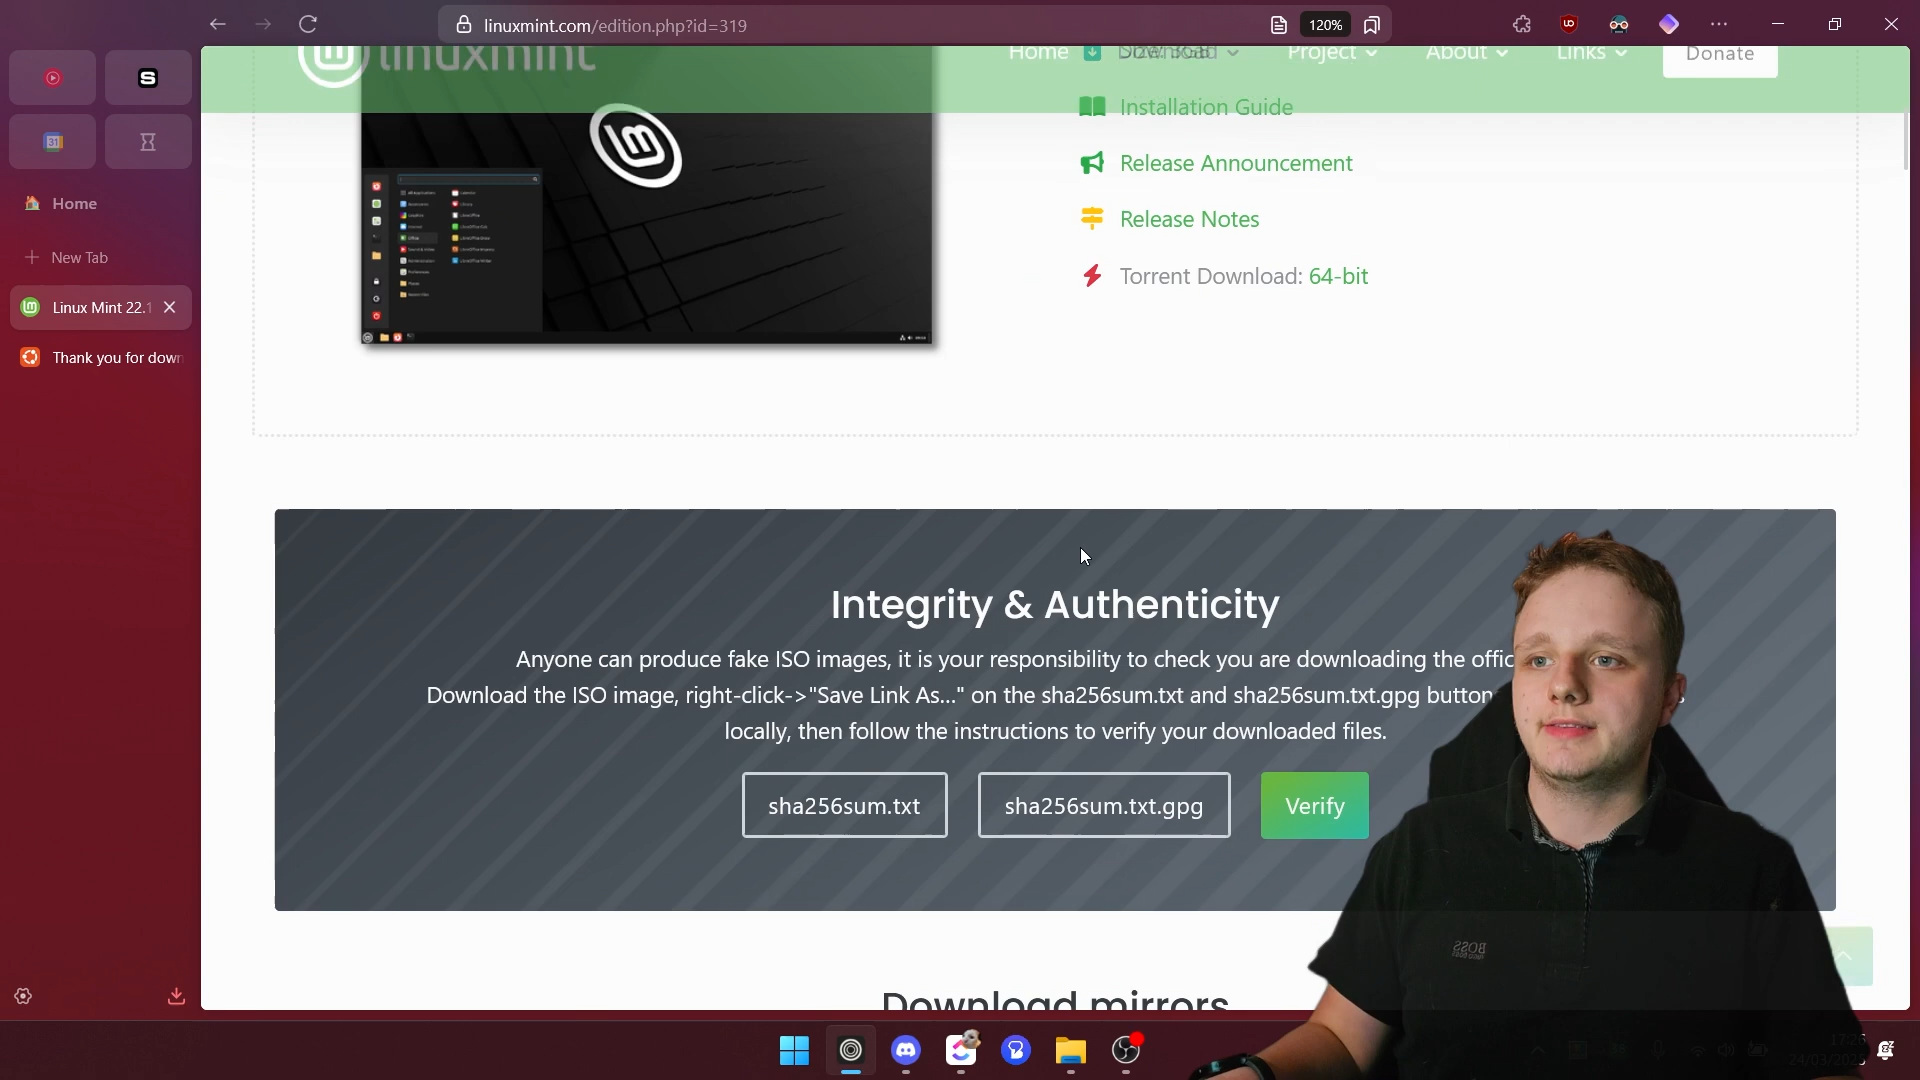 linuxmint.com/edition.php?id=319
120%
linuxmint
Home
Download
Project
About
Links
Donate
31
Home
New Tab
Linux Mint 22.1
Thank you for down
Installation Guide
Release Announcement
Release Notes
Torrent Download: 64-bit
Integrity & Authenticity
Anyone can produce fake ISO images, it is your responsibility to check you are downloading the offic
Download the ISO image, right-click->"Save Link As..." on the sha256sum.txt and sha256sum.txt.gpg button
locally, then follow the instructions to verify your downloaded files.
sha256sum.txt
sha256sum.txt.gpg
Verify
BOSS
Download mirrors